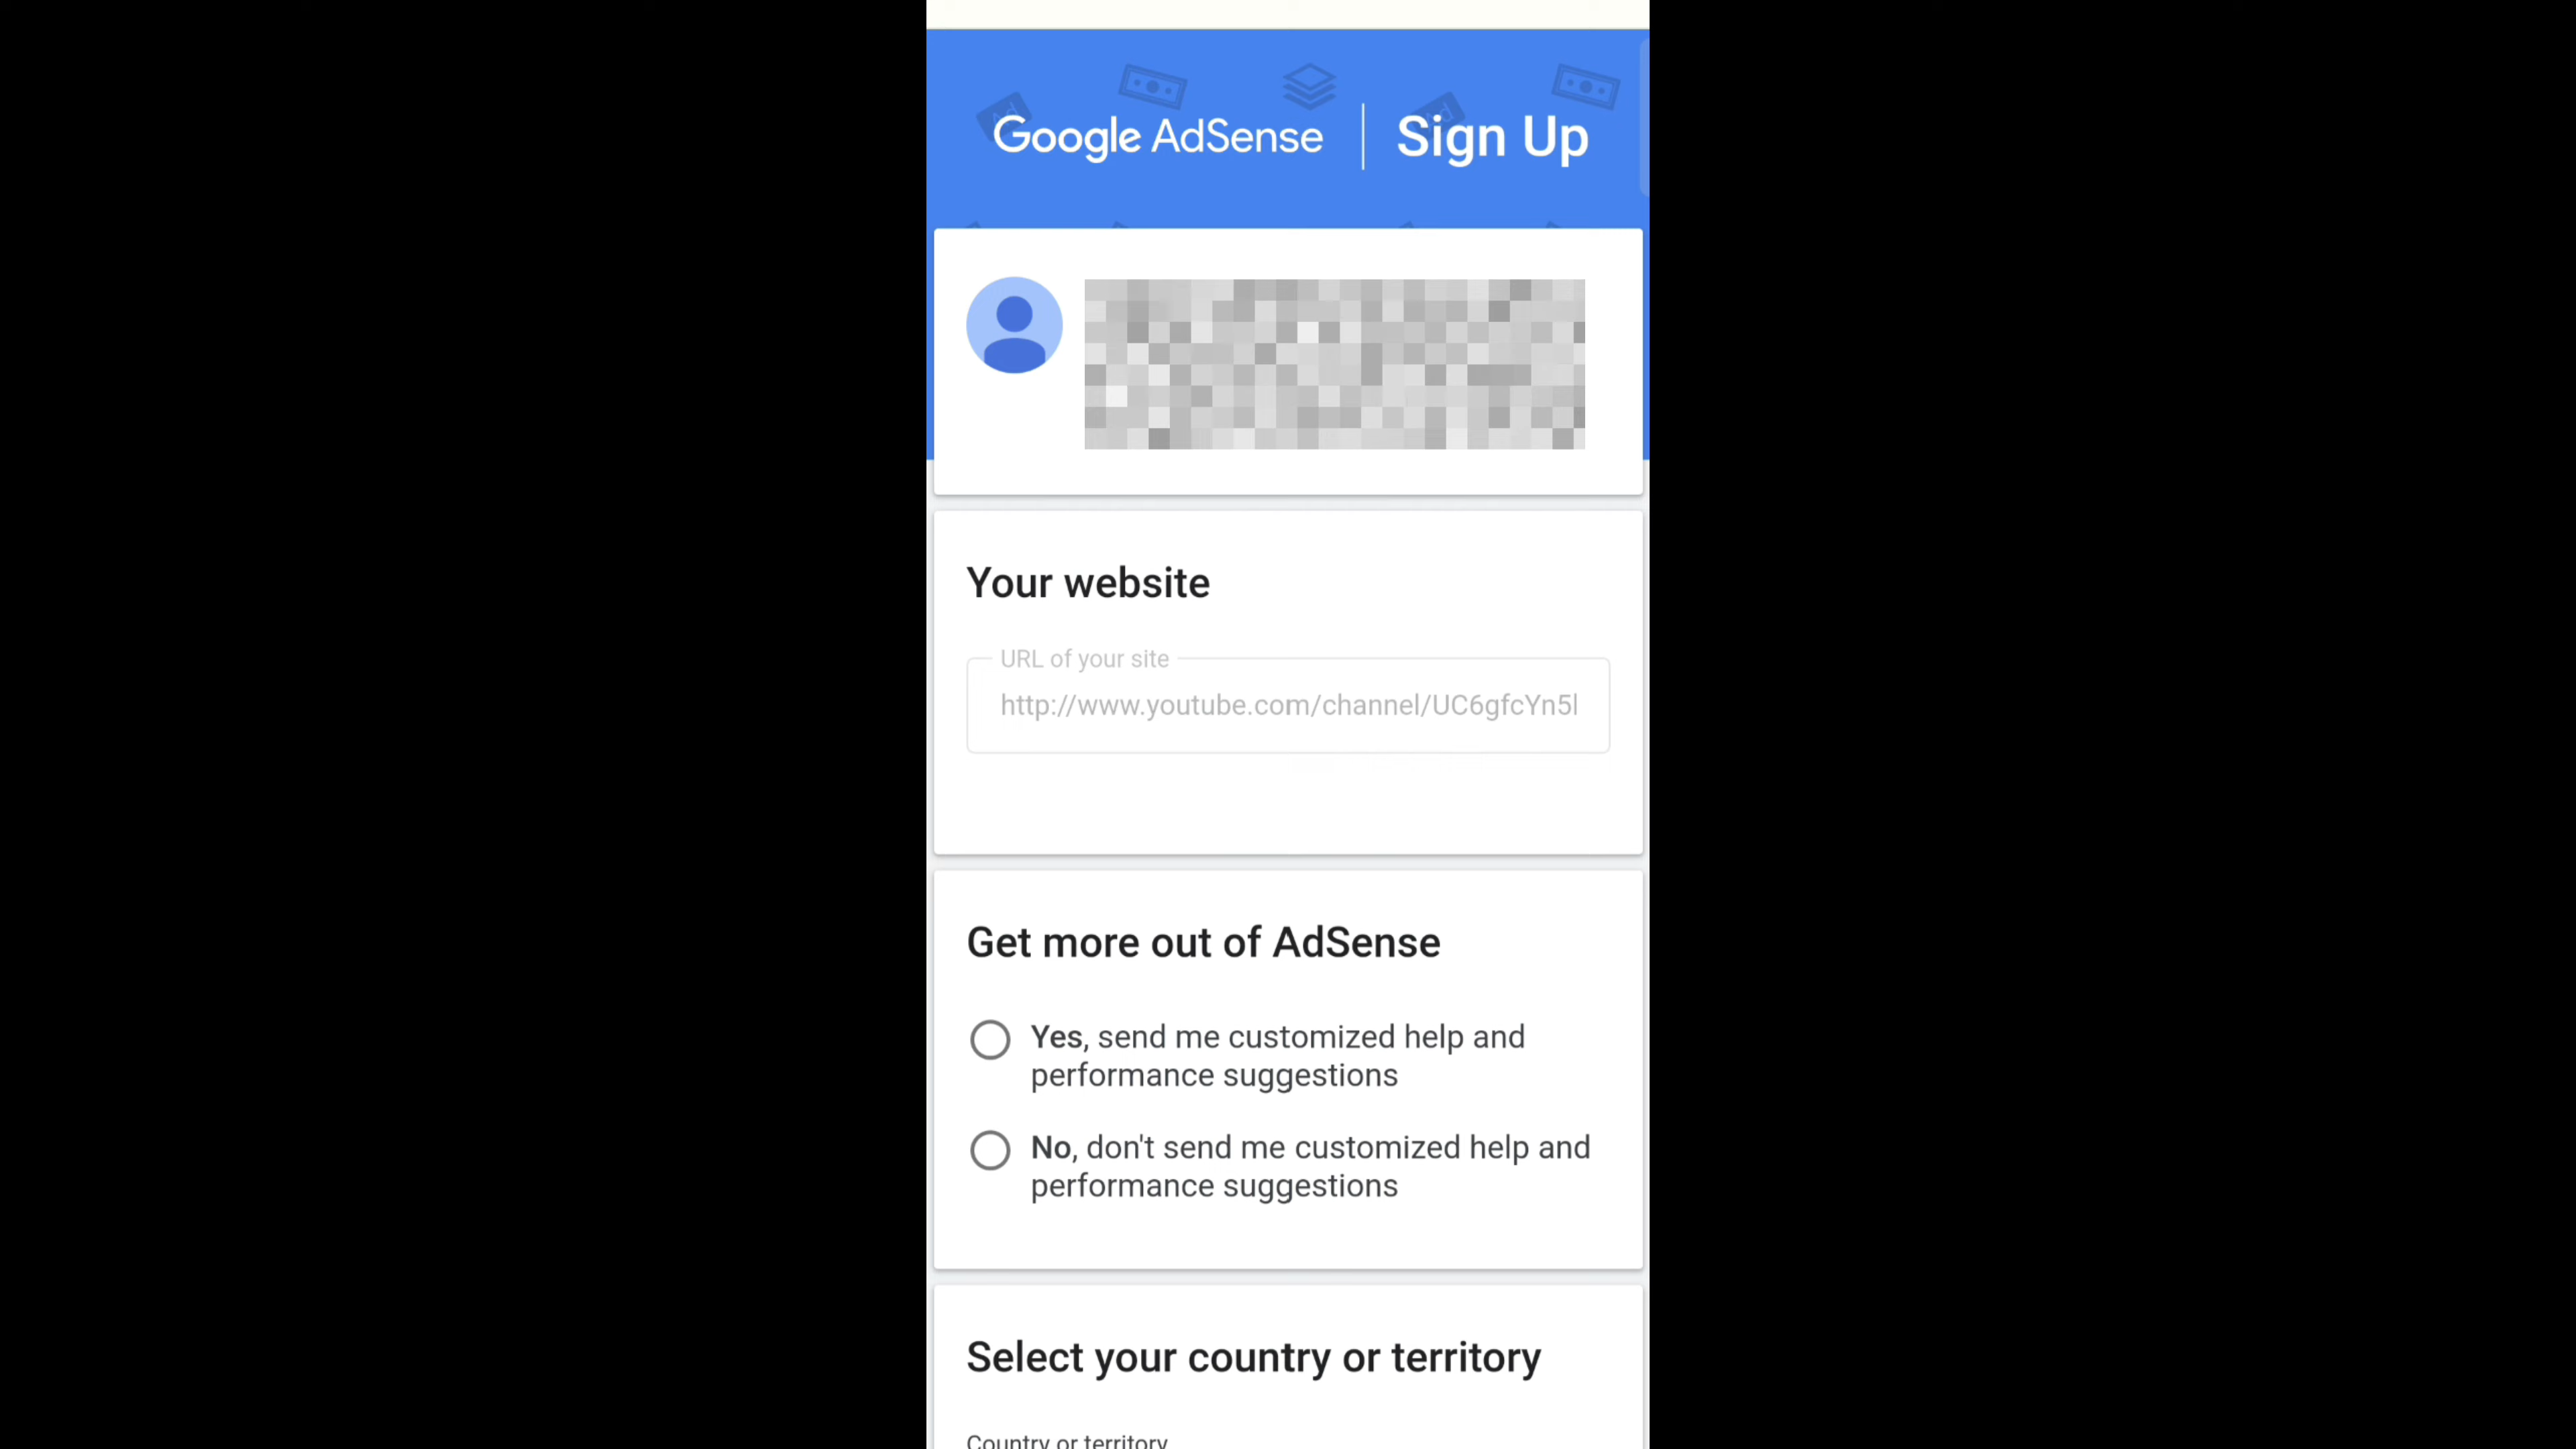 Google AdSense | Sign Up
Your website
URL of your site
http://www.youtube.com/channel/UC6gfcYn5l
Get more out of AdSense
Yes, send me customized help and
performance suggestions
No, don't send me customized help and
performance suggestions
Select your country or territory
Country or territory